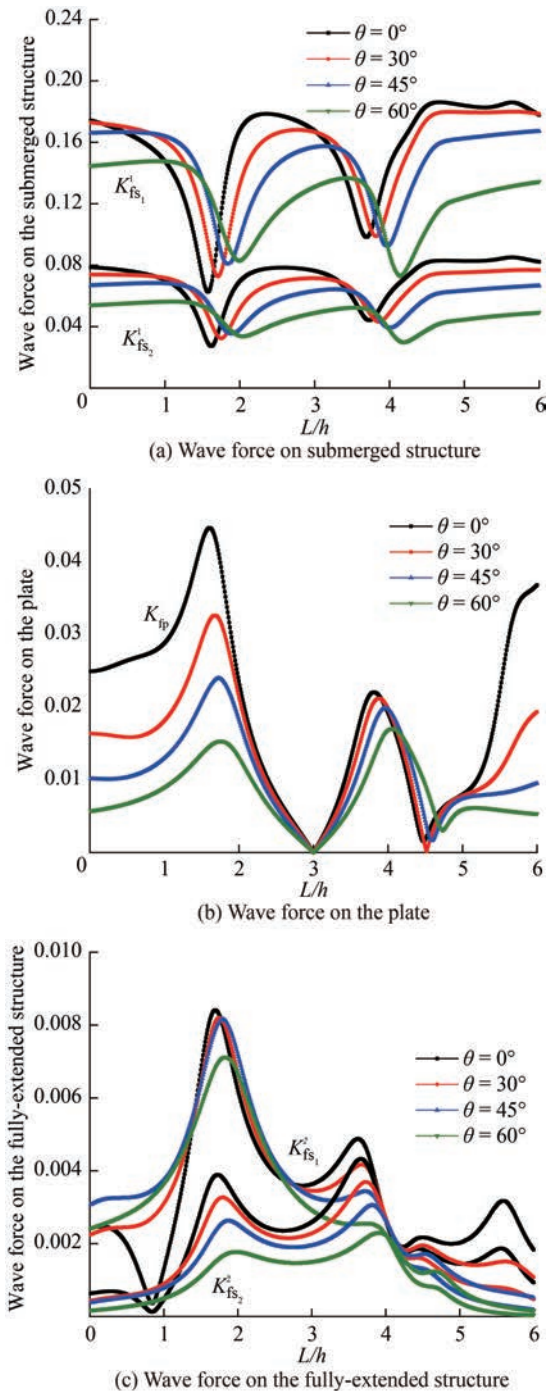 Wave force on the submerged structure
0.24
0.20
0.16
0.12
0.08
0.04
θ = 0°
θ = 30°
θ = 45°
θ = 60°
K¹fs₁
K¹fs₂
0 1 2 3 4 5 6
L/h
(a) Wave force on submerged structure
Wave force on the plate
0.05
0.04
0.03
0.02
0.01
θ = 0°
θ = 30°
θ = 45°
θ = 60°
Kfp
0 1 2 3 4 5 6
L/h
(b) Wave force on the plate
Wave force on the fully-extended structure
0.010
0.008
0.006
0.004
0.002
θ = 0°
θ = 30°
θ = 45°
θ = 60°
K²fs₁
K²fs₂
0 1 2 3 4 5 6
L/h
(c) Wave force on the fully-extended structure